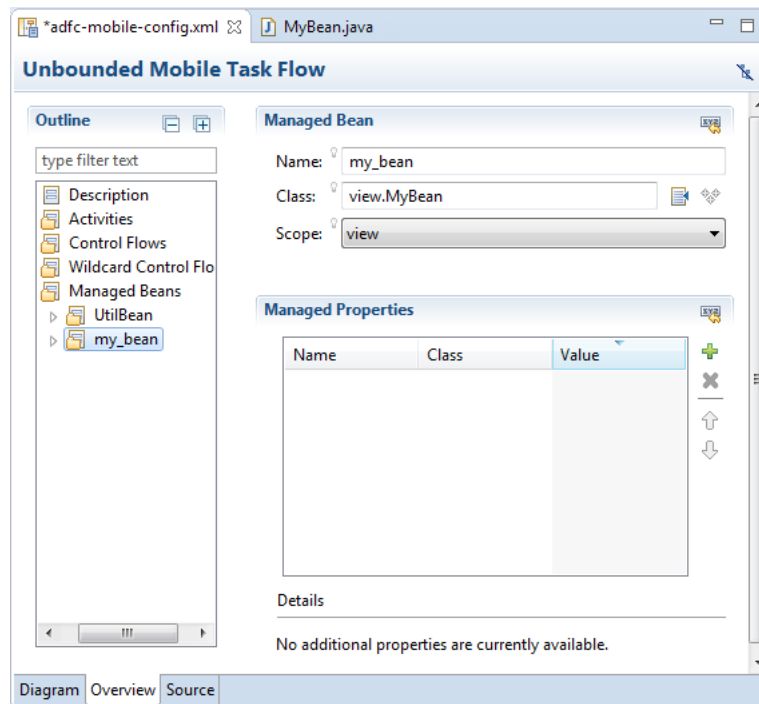 *adfc-mobile-config.xml MyBean.java
Unbounded Mobile Task Flow
Outline
type filter text
Description
Activities
Control Flows
Wildcard Control Flo
Managed Beans
UtilBean
my_bean
Managed Bean
Name: my_bean
Class: view.MyBean
Scope: view
Managed Properties
Name Class Value
Details
No additional properties are currently available.
Diagram Overview Source